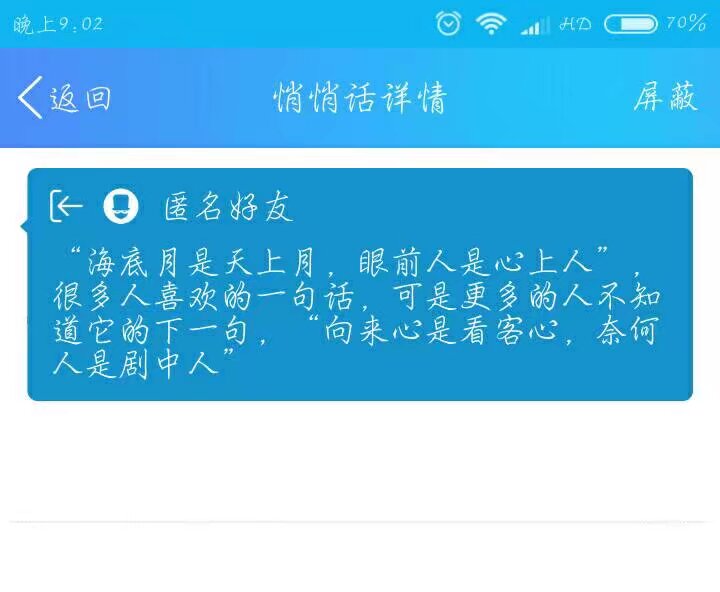 晚上9:02 HD 70%
返回 悄悄话详情 屏蔽
匿名好友
“海底月是天上月，眼前人是心上人”，
很多人喜欢的一句话，可是更多的人不知
道它的下一句，“向来心是看客心，奈何
人是剧中人”